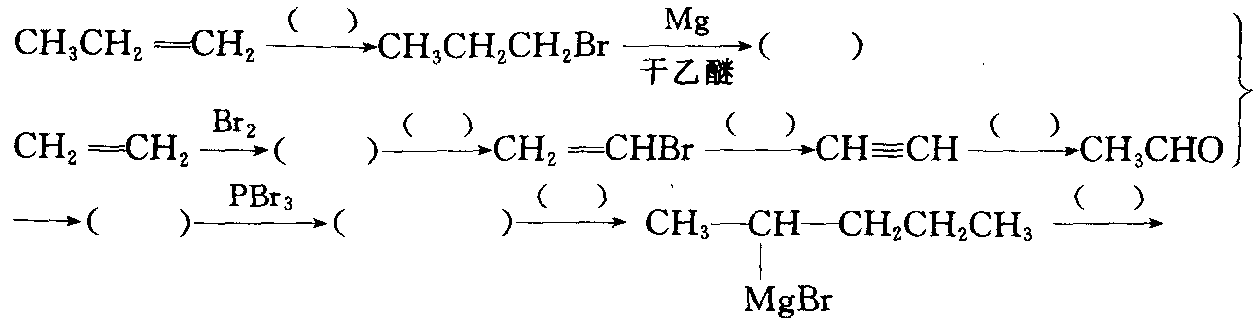 CH₃CH₂═CH₂ —( )→ CH₃CH₂CH₂Br —Mg/干乙醚→ ( )
CH₂═CH₂ —Br₂→ ( ) —( )→ CH₂═CHBr —( )→ CH≡CH —( )→ CH₃CHO }
→ ( ) —PBr₃→ ( ) —( )→ CH₃—CH—CH₂CH₂CH₃ —( )→
MgBr